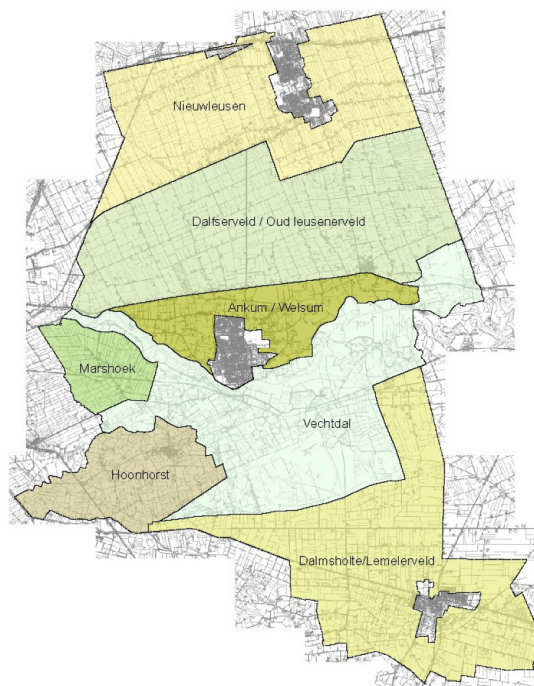 Nieuwleusen
Dalfserveld / Oud leusenerveld
Ankum / Welsum
Marshoek
Vechtdal
Hoonhorst
Dalmsholte/Lemelerveld